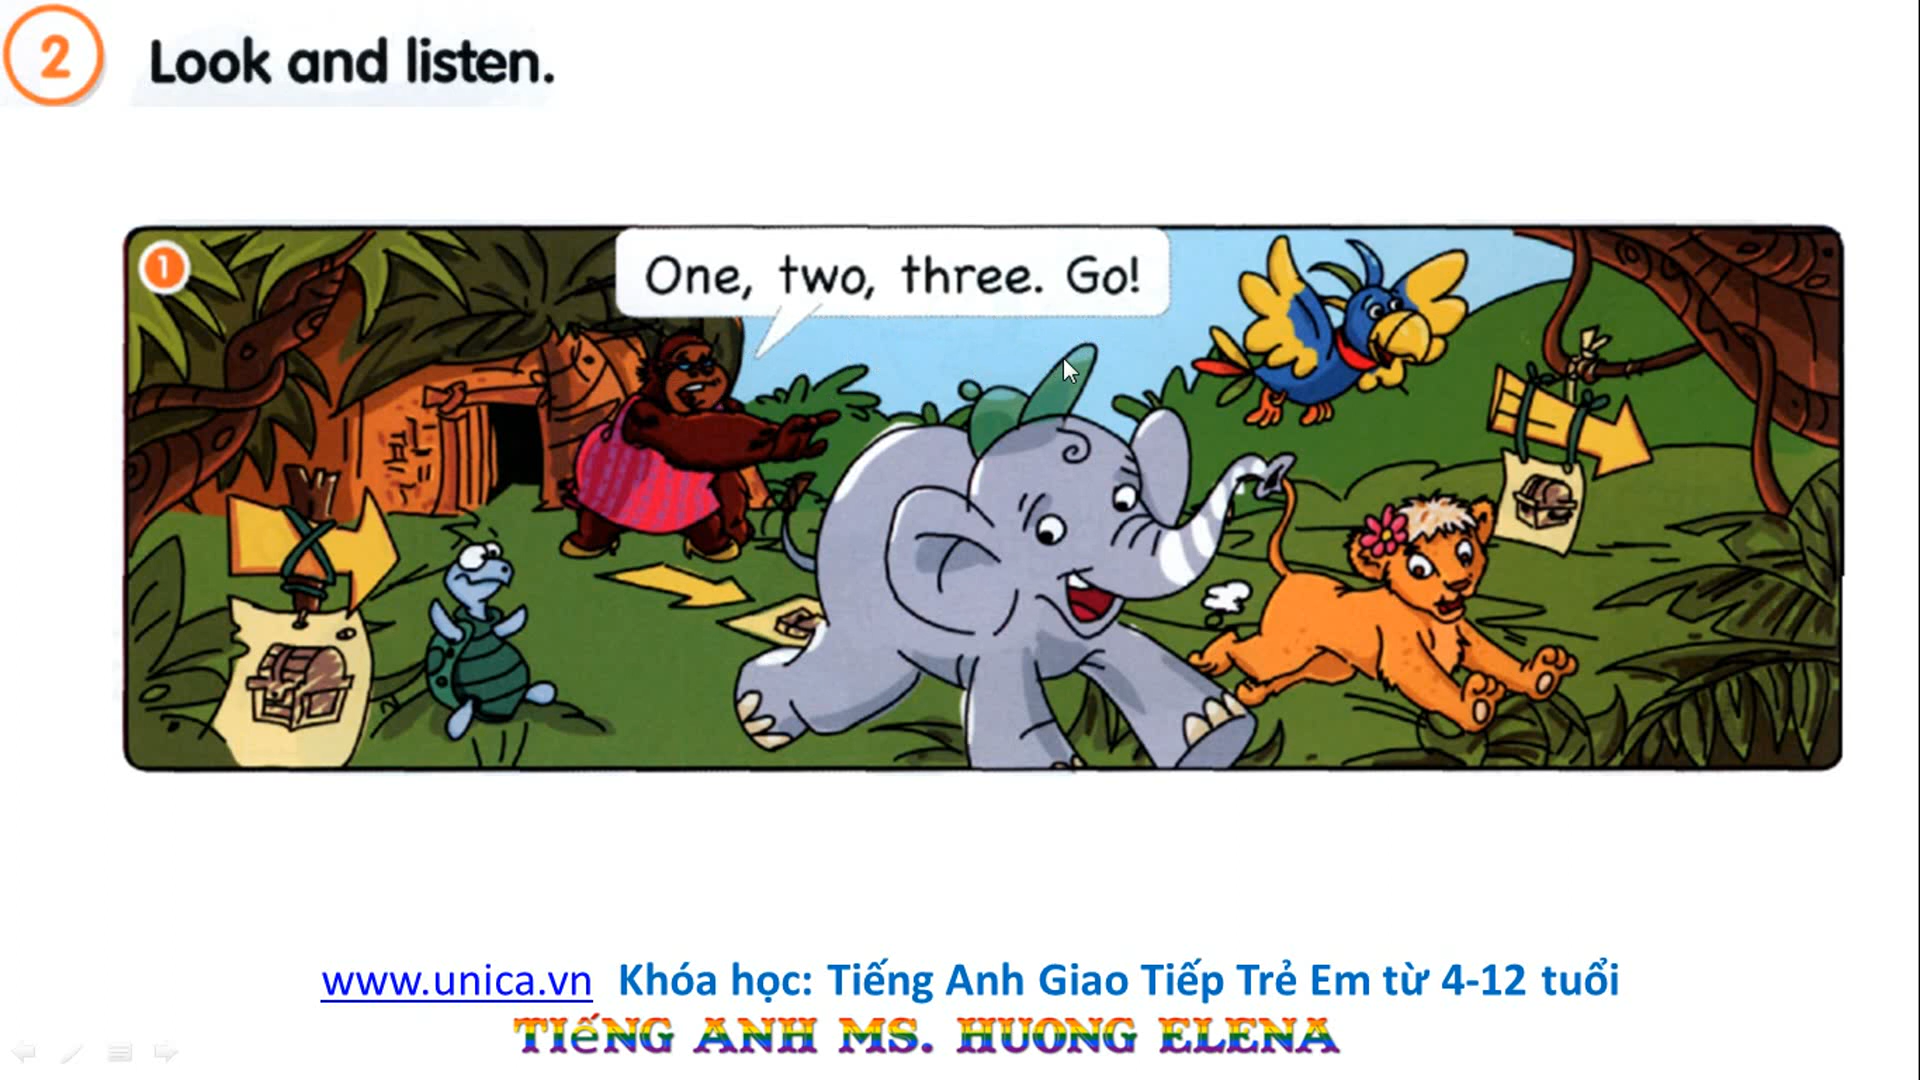 2 Look and listen.
1
One, two, three. Go!
www.unica.vn Khóa học: Tiếng Anh Giao Tiếp Trẻ Em từ 4-12 tuổi
TIếNG ANH MS. HUONG ELENA